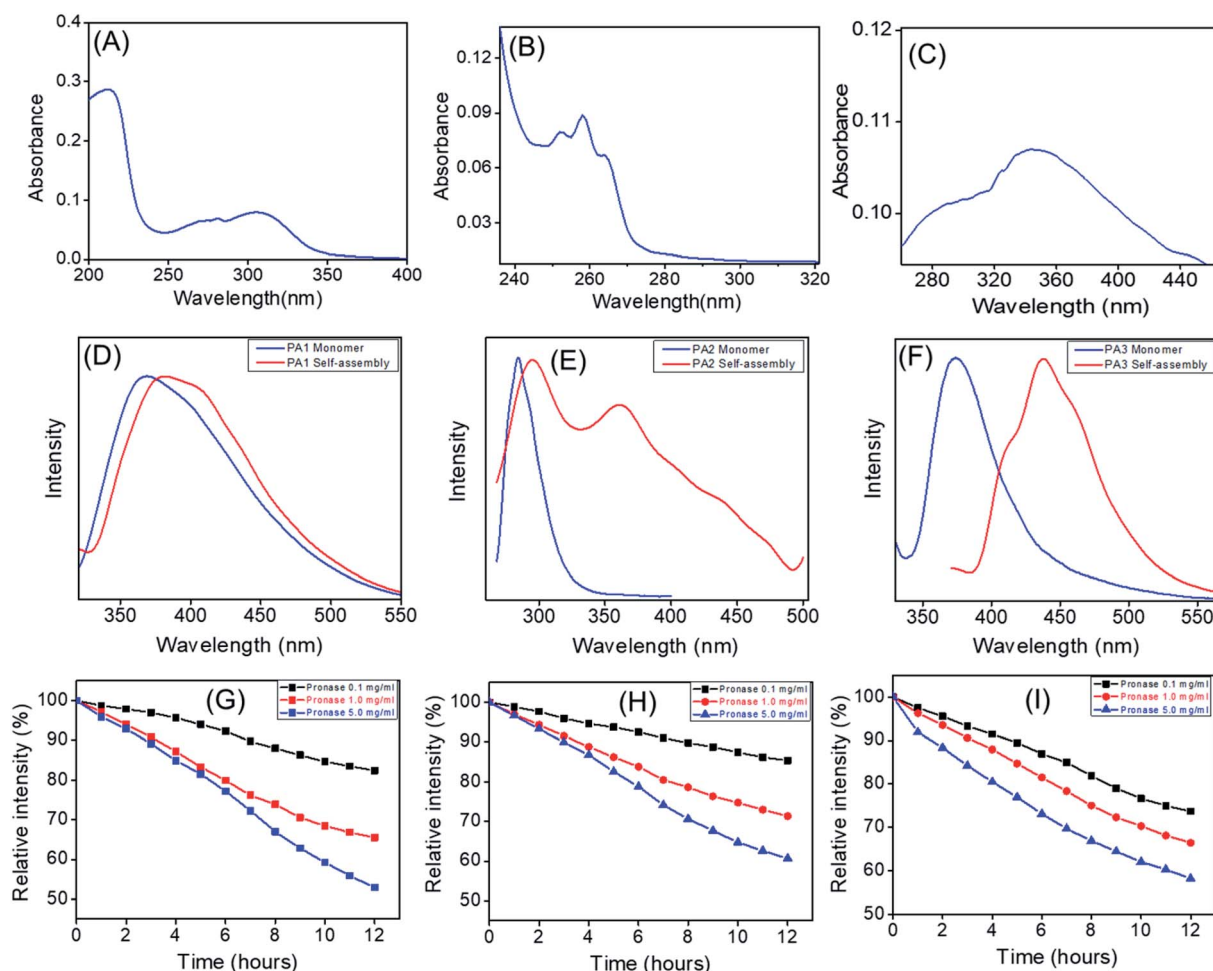 (A)
0.4
0.3
0.2
0.1
0.0
Absorbance
200 250 300 350 400
Wavelength(nm)
(B)
0.12
0.09
0.06
0.03
Absorbance
240 260 280 300 320
Wavelength(nm)
(C)
0.12
0.11
0.10
Absorbance
280 320 360 400 440
Wavelength (nm)
(D)
PA1 Monomer
PA1 Self-assembly
Intensity
350 400 450 500 550
Wavelength (nm)
(E)
PA2 Monomer
PA2 Self-assembly
Intensity
300 350 400 450 500
Wavelength (nm)
(F)
PA3 Monomer
PA3 Self-assembly
Intensity
350 400 450 500 550
Wavelength (nm)
(G)
Pronase 0.1 mg/ml
Pronase 1.0 mg/ml
Pronase 5.0 mg/ml
100
90
80
70
60
50
Relative intensity (%)
0 2 4 6 8 10 12
Time (hours)
(H)
Pronase 0.1 mg/ml
Pronase 1.0 mg/ml
Pronase 5.0 mg/ml
100
90
80
70
60
50
Relative intensity (%)
0 2 4 6 8 10 12
Time (hours)
(I)
Pronase 0.1 mg/ml
Pronase 1.0 mg/ml
Pronase 5.0 mg/ml
100
90
80
70
60
50
Relative intensity (%)
0 2 4 6 8 10 12
Time (hours)